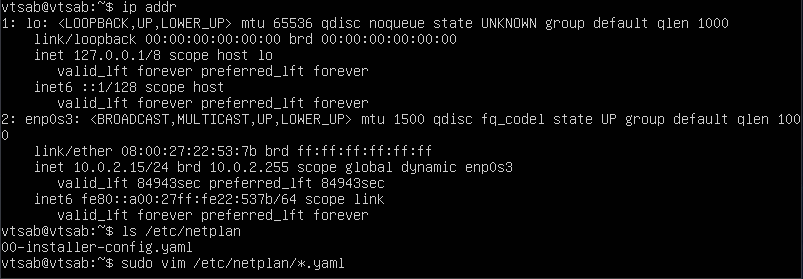 vtsab@vtsab:~$ ip addr
1: lo: <LOOPBACK,UP,LOWER_UP> mtu 65536 qdisc noqueue state UNKNOWN group default qlen 1000
    link/loopback 00:00:00:00:00:00 brd 00:00:00:00:00:00
    inet 127.0.0.1/8 scope host lo
       valid_lft forever preferred_lft forever
    inet6 ::1/128 scope host
       valid_lft forever preferred_lft forever
2: enp0s3: <BROADCAST,MULTICAST,UP,LOWER_UP> mtu 1500 qdisc fq_codel state UP group default qlen 100
0
    link/ether 08:00:27:22:53:7b brd ff:ff:ff:ff:ff:ff
    inet 10.0.2.15/24 brd 10.0.2.255 scope global dynamic enp0s3
       valid_lft 84943sec preferred_lft 84943sec
    inet6 fe80::a00:27ff:fe22:537b/64 scope link
       valid_lft forever preferred_lft forever
vtsab@vtsab:~$ ls /etc/netplan
00-installer-config.yaml
vtsab@vtsab:~$ sudo vim /etc/netplan/*.yaml